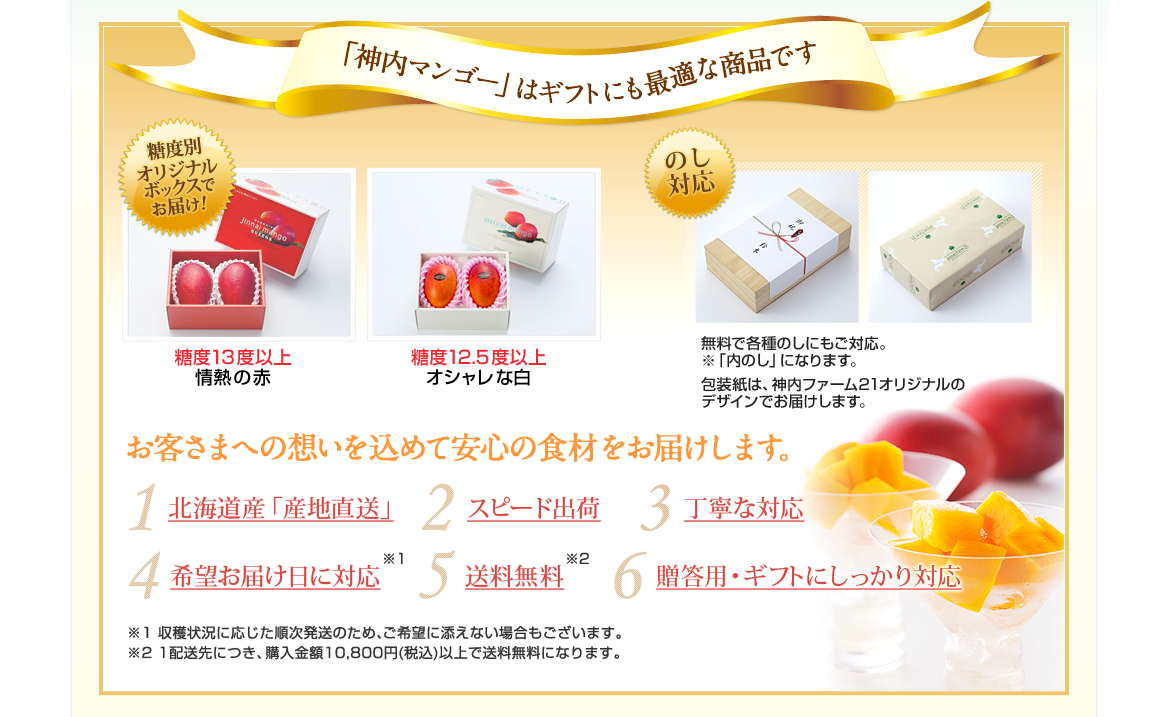 「神内マンゴー」はギフトにも最適な商品です
糖度別
オリジナル
ボックスで
お届け!
のし
対応
Jinnai mango
糖度13度以上
情熱の赤
糖度12.5度以上
オシャレな白
無料で各種のしにもご対応。
※「内のし」になります。
包装紙は、神内ファーム21オリジナルの
デザインでお届けします。
お客さまへの想いを込めて安心の食材をお届けします。
1 北海道産「産地直送」
2 スピード出荷
3 丁寧な対応
4 希望お届け日に対応※1
5 送料無料※2
6 贈答用・ギフトにしっかり対応
※1 収穫状況に応じた順次発送のため、ご希望に添えない場合もございます。
※2 1配送先につき、購入金額10,800円(税込)以上で送料無料になります。